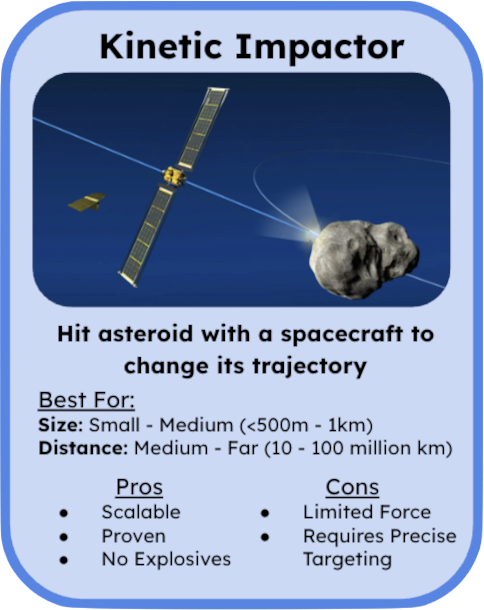 Kinetic Impactor
Hit asteroid with a spacecraft to
change its trajectory
Best For:
Size: Small - Medium (<500m - 1km)
Distance: Medium - Far (10 - 100 million km)
Pros
● Scalable
● Proven
● No Explosives
Cons
● Limited Force
● Requires Precise
Targeting